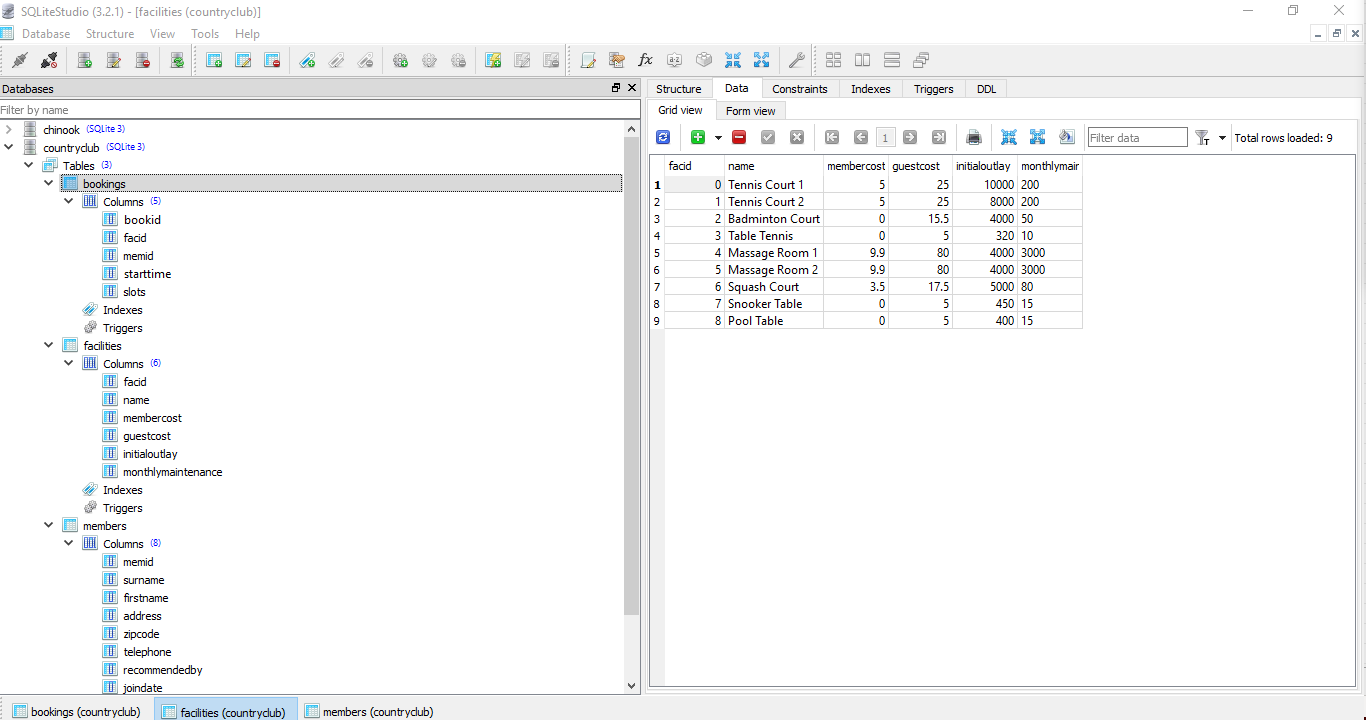 SQLiteStudio (3.2.1) - [facilities (countryclub)]
Database Structure View Tools Help
Databases
Filter by name
chinook (SQLite 3)
countryclub (SQLite 3)
Tables (3)
bookings
Columns (5)
bookid
facid
memid
starttime
slots
Indexes
Triggers
facilities
Columns (6)
facid
name
membercost
guestcost
initialoutlay
monthlymaintenance
Indexes
Triggers
members
Columns (8)
memid
surname
firstname
address
zipcode
telephone
recommendedby
joindate
Structure Data Constraints Indexes Triggers DDL
Grid view Form view
1 Filter data Total rows loaded: 9
facid name membercost guestcost initialoutlay monthlymair
1 0 Tennis Court 1 5 25 10000 200
2 1 Tennis Court 2 5 25 8000 200
3 2 Badminton Court 0 15.5 4000 50
4 3 Table Tennis 0 5 320 10
5 4 Massage Room 1 9.9 80 4000 3000
6 5 Massage Room 2 9.9 80 4000 3000
7 6 Squash Court 3.5 17.5 5000 80
8 7 Snooker Table 0 5 450 15
9 8 Pool Table 0 5 400 15
bookings (countryclub) facilities (countryclub) members (countryclub)